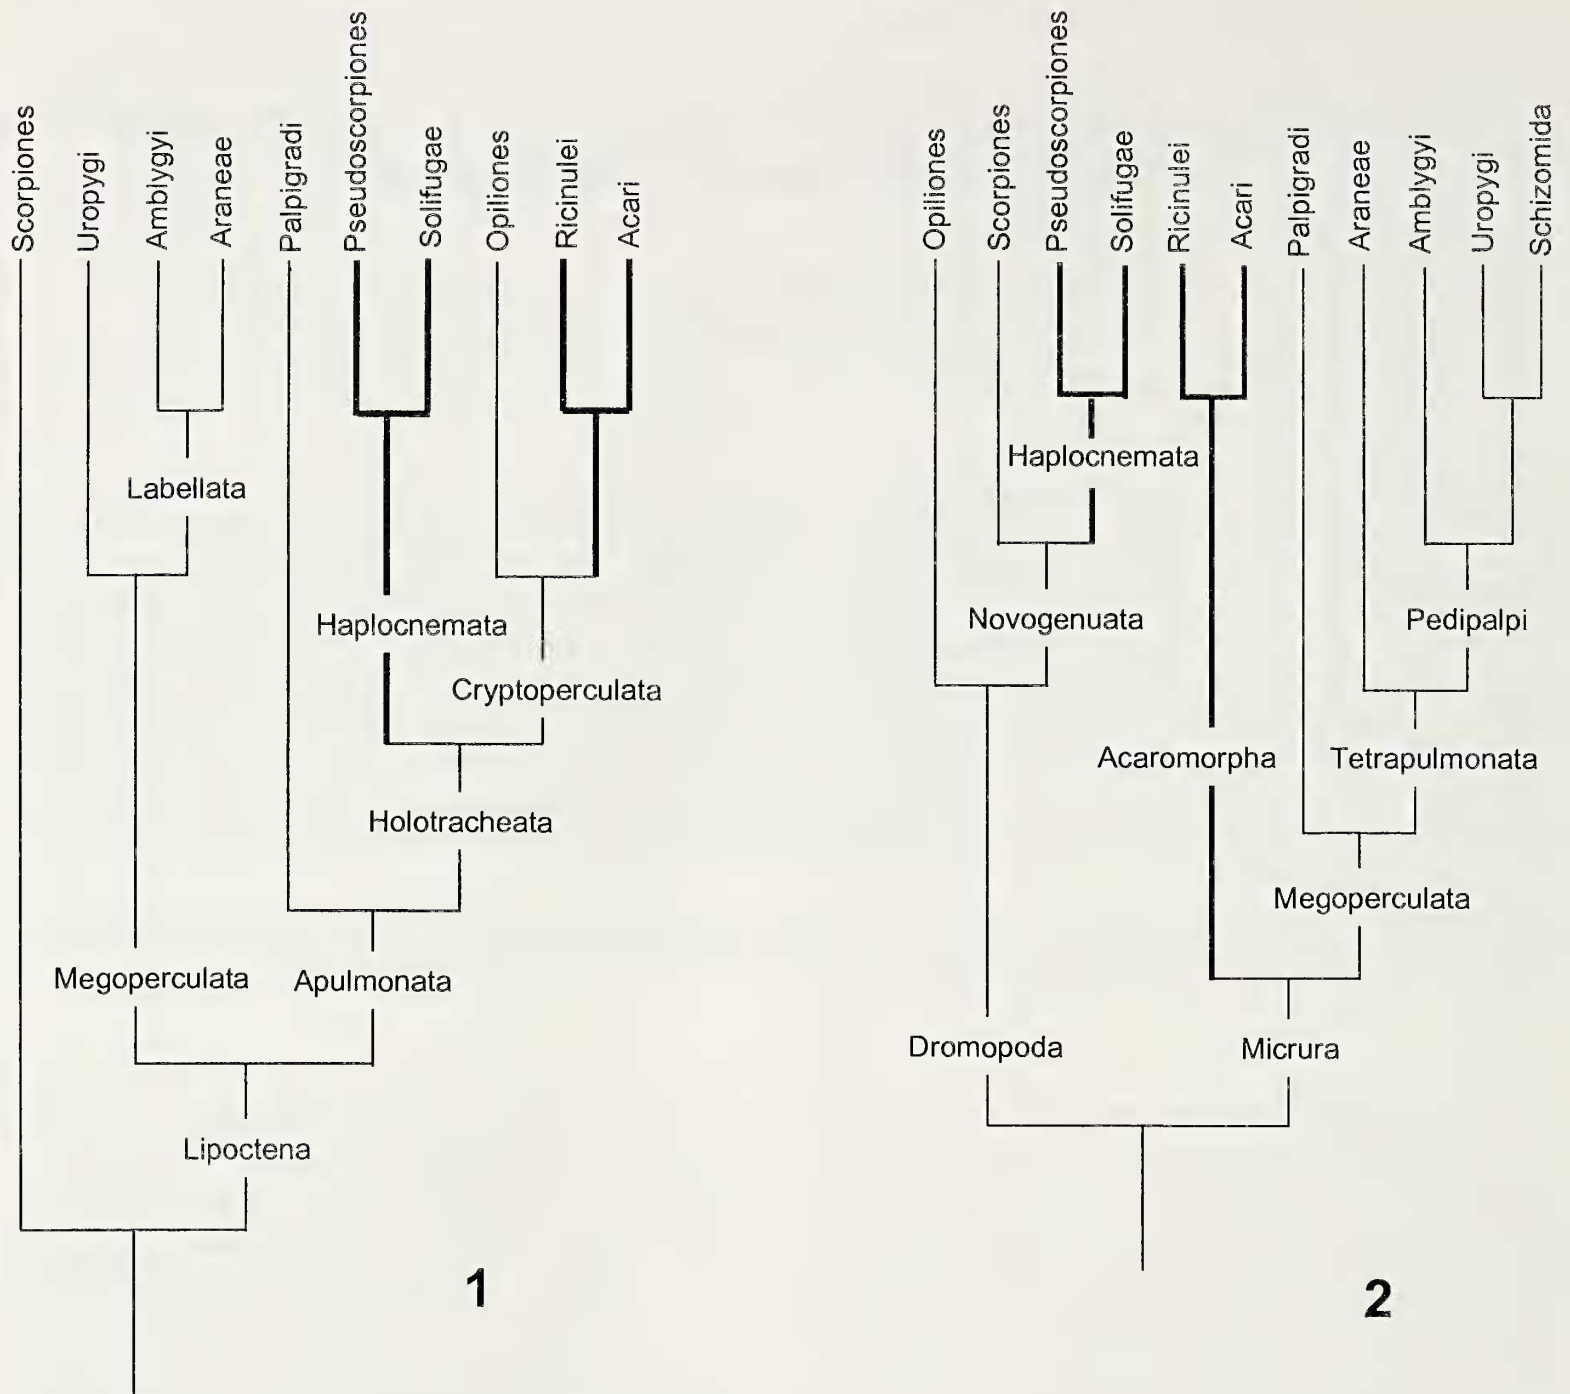 Scorpiones
Uropygi
Amblygyi
Araneae
Palpigradi
Pseudoscorpiones
Solifugae
Opiliones
Ricinulei
Acari
Labellata
Haplocnemata
Cryptoperculata
Holotracheata
Megoperculata
Apulmonata
Lipoctena
1
Opiliones
Scorpiones
Pseudoscorpiones
Solifugae
Ricinulei
Acari
Palpigradi
Araneae
Amblygyi
Uropygi
Schizomida
Haplocnemata
Novogenuata
Pedipalpi
Acaromorpha
Tetrapulmonata
Megoperculata
Dromopoda
Micrura
2